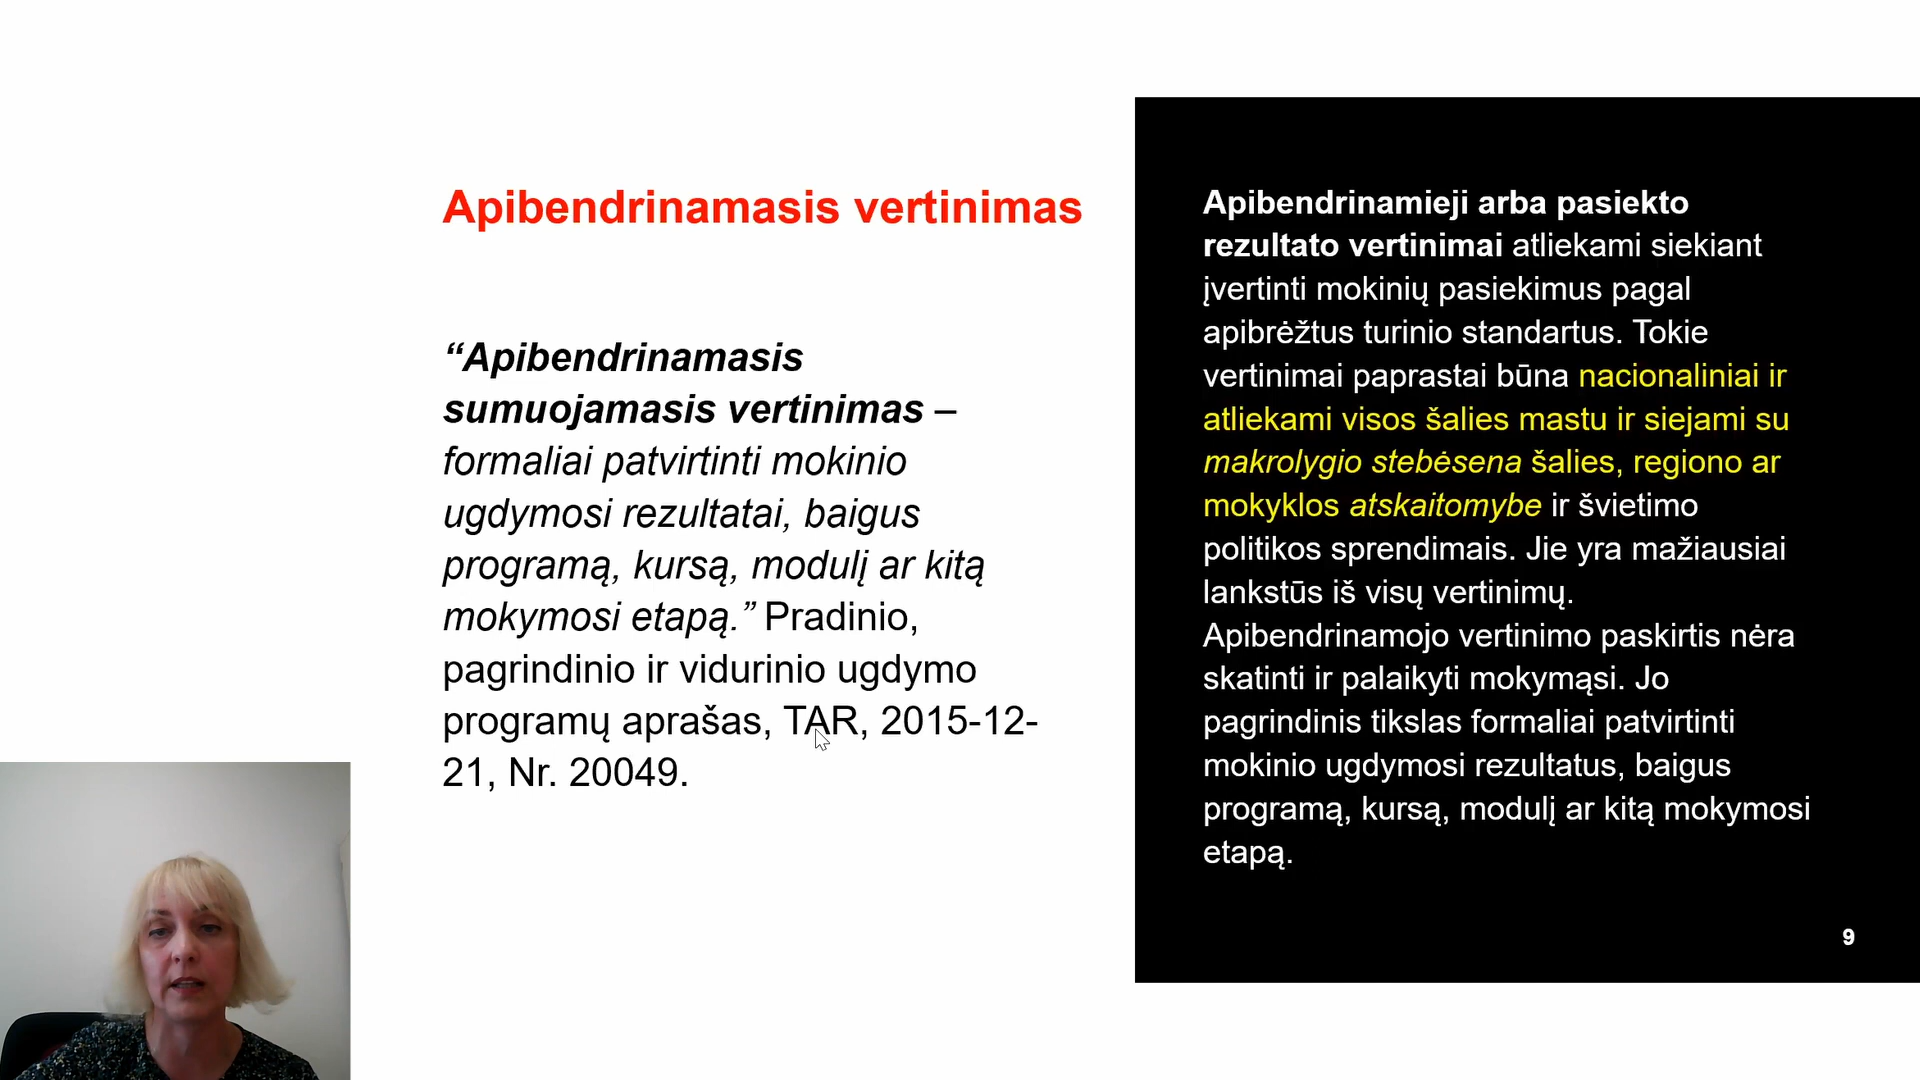 Apibendrinamasis vertinimas
“Apibendrinamasis
sumuojamasis vertinimas –
formaliai patvirtinti mokinio
ugdymosi rezultatai, baigus
programą, kursą, modulį ar kitą
mokymosi etapą.” Pradinio,
pagrindinio ir vidurinio ugdymo
programų aprašas, TAR, 2015-12-
21, Nr. 20049.
Apibendrinamieji arba pasiekto
rezultato vertinimai atliekami siekiant
įvertinti mokinių pasiekimus pagal
apibrėžtus turinio standartus. Tokie
vertinimai paprastai būna nacionaliniai ir
atliekami visos šalies mastu ir siejami su
makrolygio stebėsena šalies, regiono ar
mokyklos atskaitomybe ir švietimo
politikos sprendimais. Jie yra mažiausiai
lankstūs iš visų vertinimų.
Apibendrinamojo vertinimo paskirtis nėra
skatinti ir palaikyti mokymąsi. Jo
pagrindinis tikslas formaliai patvirtinti
mokinio ugdymosi rezultatus, baigus
programą, kursą, modulį ar kitą mokymosi
etapą.
9